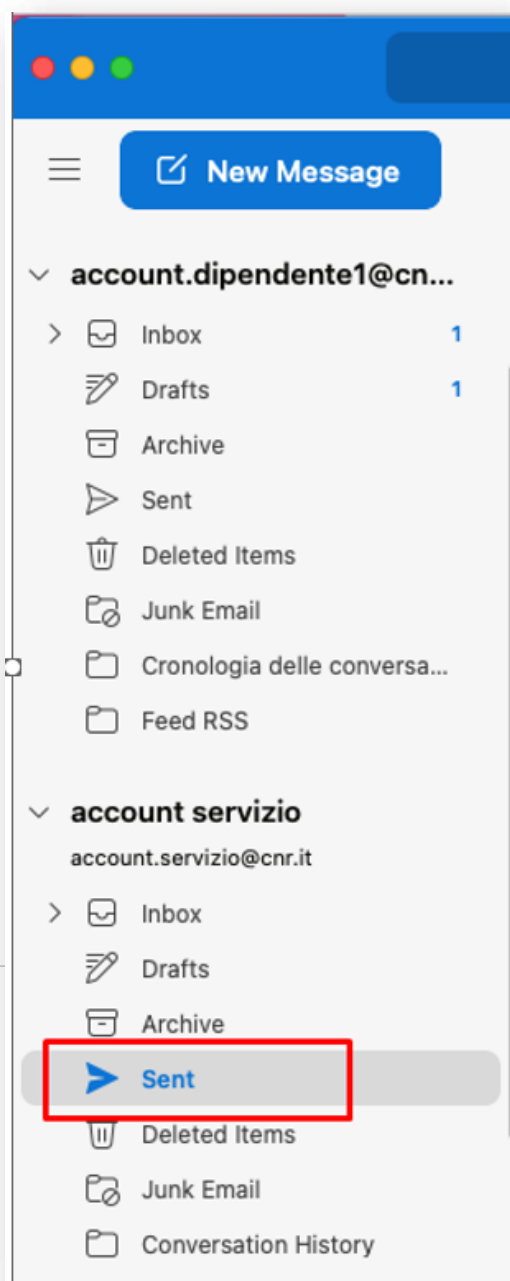 New Message
account.dipendente1@cn...
Inbox 1
Drafts 1
Archive
Sent
Deleted Items
Junk Email
Cronologia delle conversa...
Feed RSS
account servizio
account.servizio@cnr.it
Inbox
Drafts
Archive
Sent
Deleted Items
Junk Email
Conversation History